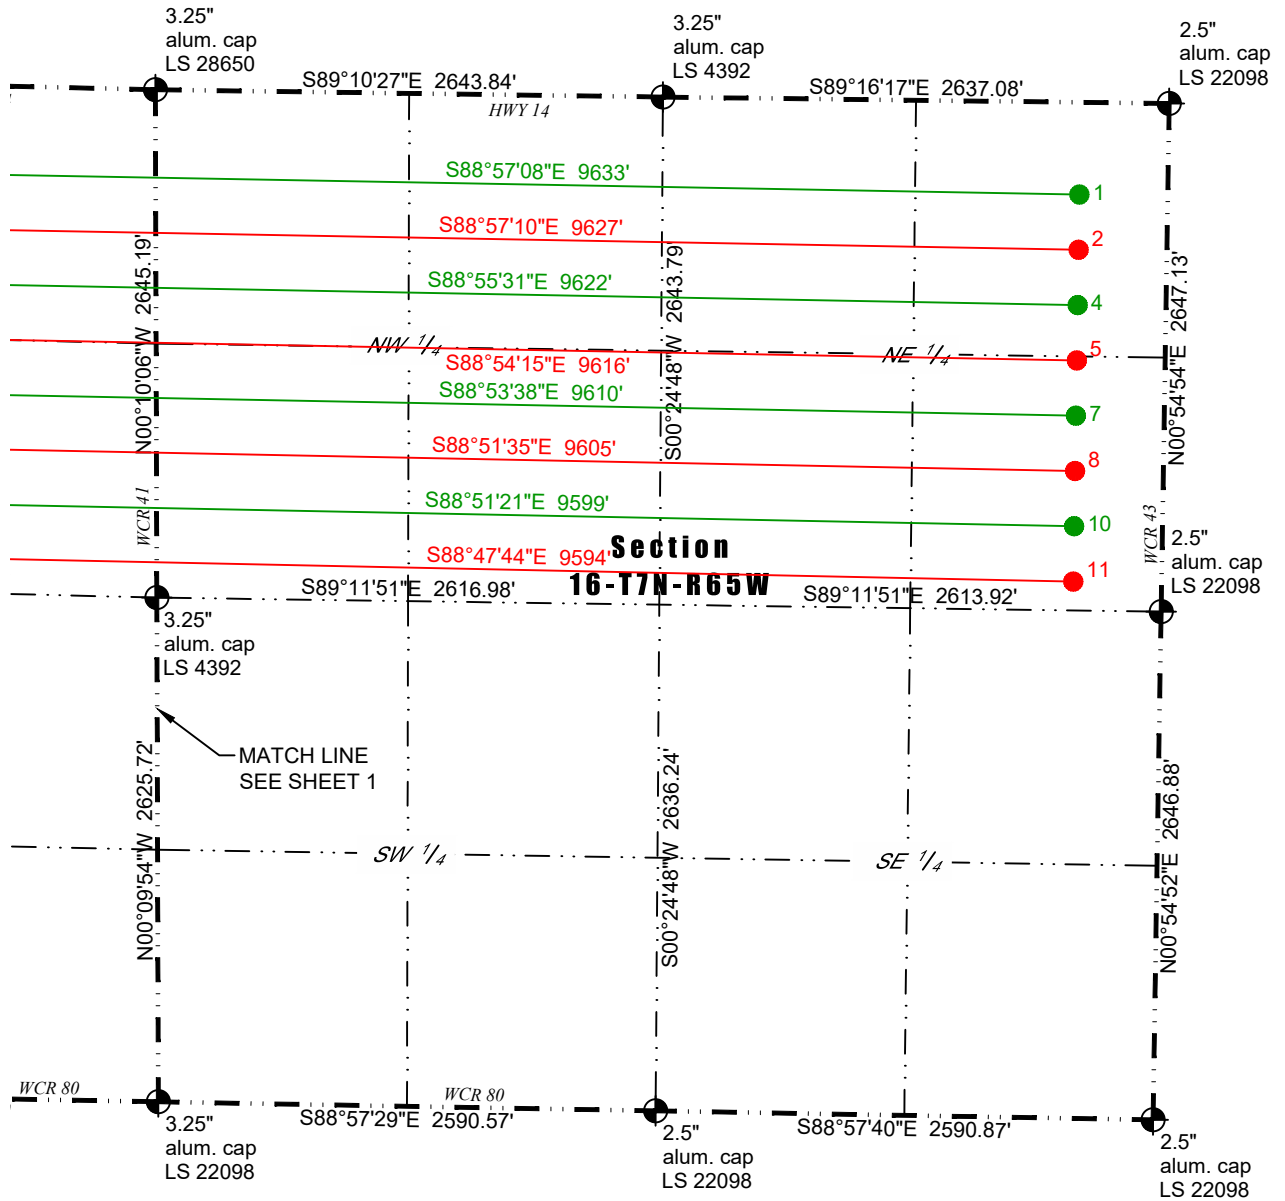 3.25"
alum. cap
LS 28650
3.25"
alum. cap
LS 4392
2.5"
alum. cap
LS 22098
S89°10'27"E 2643.84'
S89°16'17"E 2637.08'
HWY 14
S88°57'08"E 9633'
1
S88°57'10"E 9627'
2
S88°55'31"E 9622'
4
NW 1/4
NE 1/4
S88°54'15"E 9616'
5
S88°53'38"E 9610'
7
S88°51'35"E 9605'
8
S88°51'21"E 9599'
10
S88°47'44"E 9594'
11
N00°10'06"W 2645.19'
S00°24'48"W 2643.79'
N00°54'54"E 2647.13'
WCR 41
WCR 43
Section
16-T7N-R65W
2.5"
alum. cap
LS 22098
S89°11'51"E 2616.98'
S89°11'51"E 2613.92'
3.25"
alum. cap
LS 4392
MATCH LINE
SEE SHEET 1
N00°09'54"W 2625.72'
S00°24'48"W 2636.24'
N00°54'52"E 2646.88'
SW 1/4
SE 1/4
WCR 80
WCR 80
S88°57'29"E 2590.57'
S88°57'40"E 2590.87'
3.25"
alum. cap
LS 22098
2.5"
alum. cap
LS 22098
2.5"
alum. cap
LS 22098